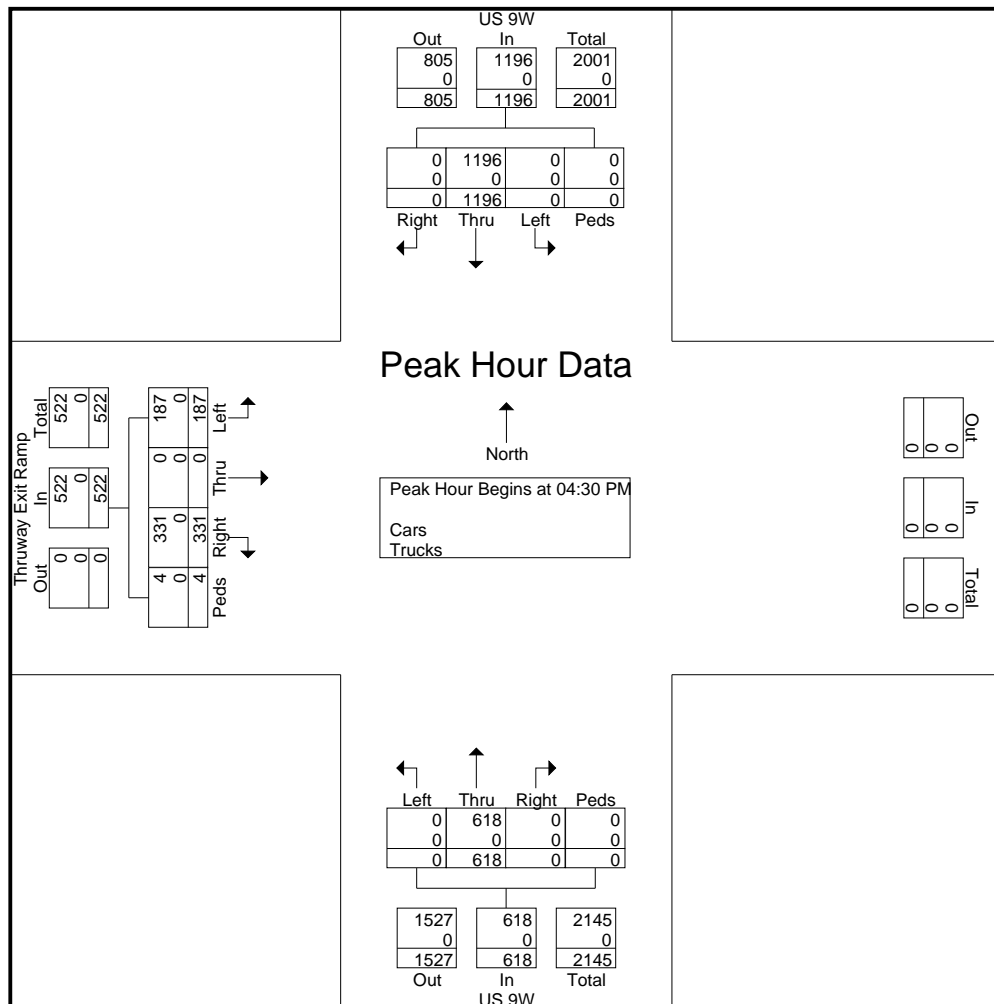 US 9W
Out In Total
805 1196 2001
0 0 0
805 1196 2001
0 1196 0 0
0 0 0 0
0 1196 0 0
Right Thru Left Peds
Peak Hour Data
North
Peak Hour Begins at 04:30 PM
Cars
Trucks
Thruway Exit Ramp
Out In Total
0 522 522
0 0 0
0 522 522
4 331 0 187
0 0 0 0
4 331 0 187
Peds Right Thru Left
Out In Total
0 0 0
0 0 0
0 0 0
Left Thru Right Peds
0 618 0 0
0 0 0 0
0 618 0 0
1527 618 2145
0 0 0
1527 618 2145
Out In Total
US 9W